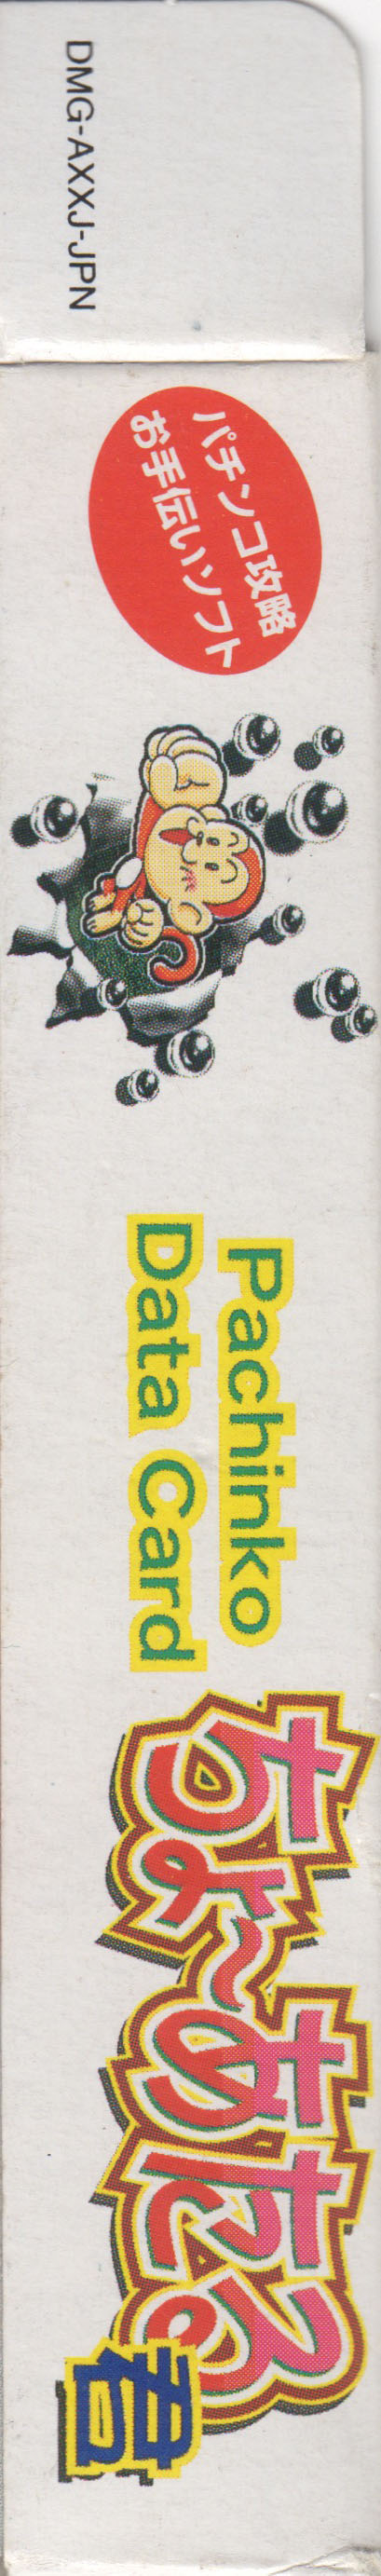 DMG-AXXJ-JPN
パチンコ攻略
お手伝いソフト
Pachinko
Data Card
ちょ〜あたる
君